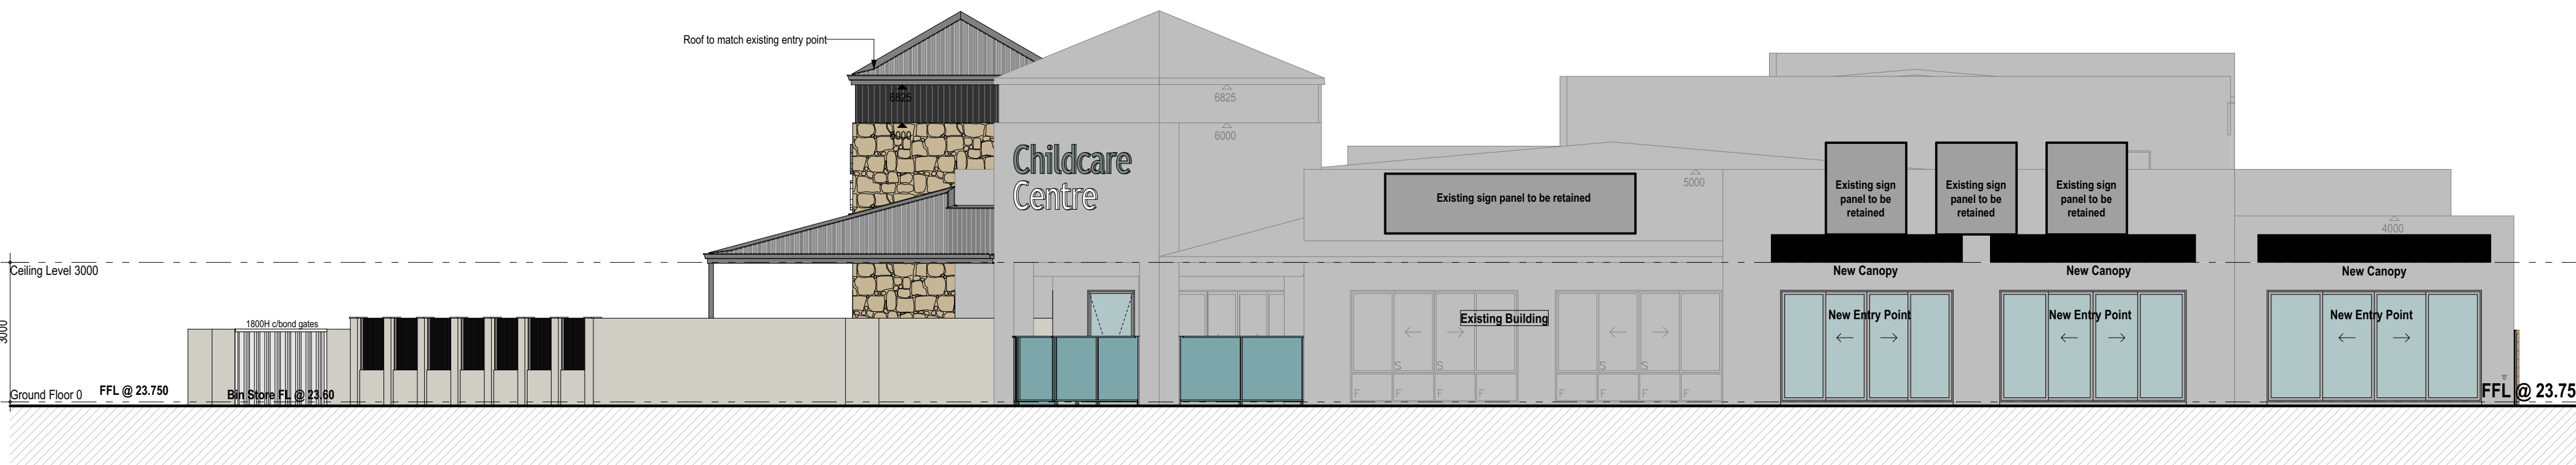 Roof to match existing entry point
6825
6000
6825
6000
Childcare
Centre
Existing sign panel to be retained
5000
Existing sign
panel to be
retained
Existing sign
panel to be
retained
Existing sign
panel to be
retained
4000
Ceiling Level 3000
New Canopy
New Canopy
New Canopy
1800H c/bond gates
3000
Existing Building
New Entry Point
New Entry Point
New Entry Point
S S S S
F F F F F F F F
Ground Floor 0
FFL @ 23.750
Bin Store FL @ 23.60
FFL @ 23.75